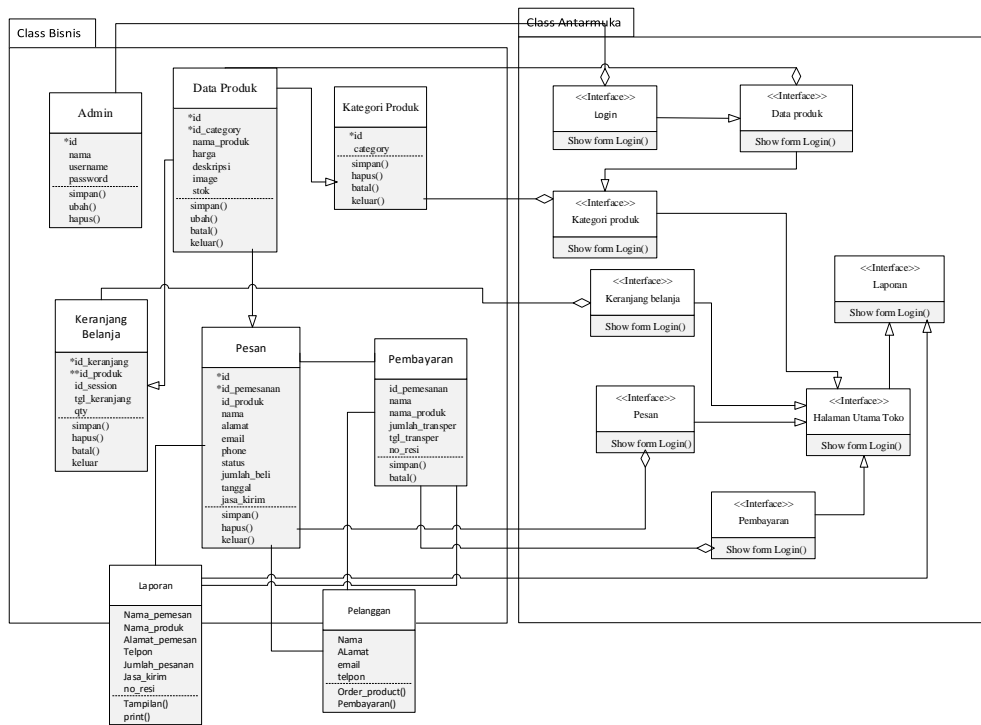 Class Bisnis
Class Antarmuka
Admin
*id
nama
username
password
simpan()
ubah()
hapus()
Data Produk
*id
*id_category
nama_produk
harga
deskripsi
image
stok
simpan()
ubah()
batal()
keluar()
Kategori Produk
*id
category
simpan()
hapus()
batal()
keluar()
<<Interface>>
Login
Show form Login()
<<Interface>>
Data produk
Show form Login()
<<Interface>>
Kategori produk
Show form Login()
<<Interface>>
Keranjang belanja
Show form Login()
<<Interface>>
Laporan
Show form Login()
Keranjang
Belanja
*id_keranjang
**id_produk
id_session
tgl_keranjang
qty
simpan()
hapus()
batal()
keluar
Pesan
*id
*id_pemesanan
id_produk
nama
alamat
email
phone
status
jumlah_beli
tanggal
jasa_kirim
simpan()
hapus()
keluar()
Pembayaran
id_pemesanan
nama
nama_produk
jumlah_transper
tgl_transper
no_resi
simpan()
batal()
<<Interface>>
Pesan
Show form Login()
<<Interface>>
Halaman Utama Toko
Show form Login()
<<Interface>>
Pembayaran
Show form Login()
Laporan
Nama_pemesan
Nama_produk
Alamat_pemesan
Telpon
Jumlah_pesanan
Jasa_kirim
no_resi
Tampilan()
print()
Pelanggan
Nama
ALamat
email
telpon
Order_product()
Pembayaran()